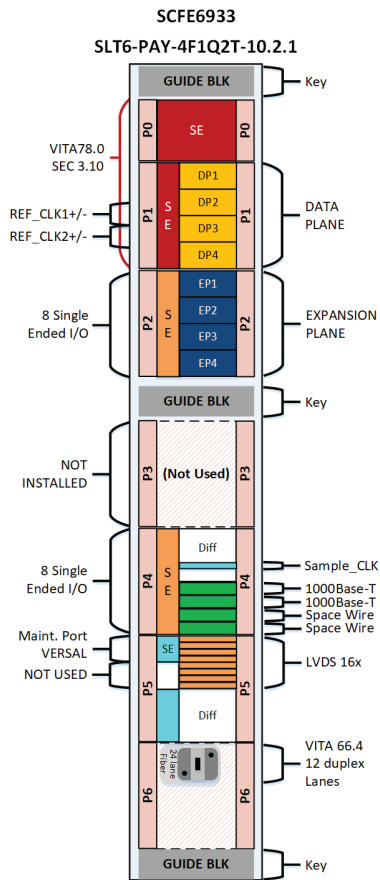 SCFE6933
SLT6-PAY-4F1Q2T-10.2.1
GUIDE BLK
Key
P0
SE
P0
VITA78.0
SEC 3.10
P1
SE
DP1
DP2
DP3
DP4
P1
REF_CLK1+/-
REF_CLK2+/-
DATA
PLANE
8 Single
Ended I/O
P2
SE
EP1
EP2
EP3
EP4
P2
EXPANSION
PLANE
GUIDE BLK
Key
NOT
INSTALLED
P3
(Not Used)
P3
8 Single
Ended I/O
P4
SE
Diff
P4
Sample_CLK
1000Base-T
1000Base-T
Space Wire
Space Wire
Maint. Port
VERSAL
NOT USED
P5
SE
Diff
P5
LVDS 16x
P6
24 lane
Fiber
P6
VITA 66.4
12 duplex
Lanes
GUIDE BLK
Key